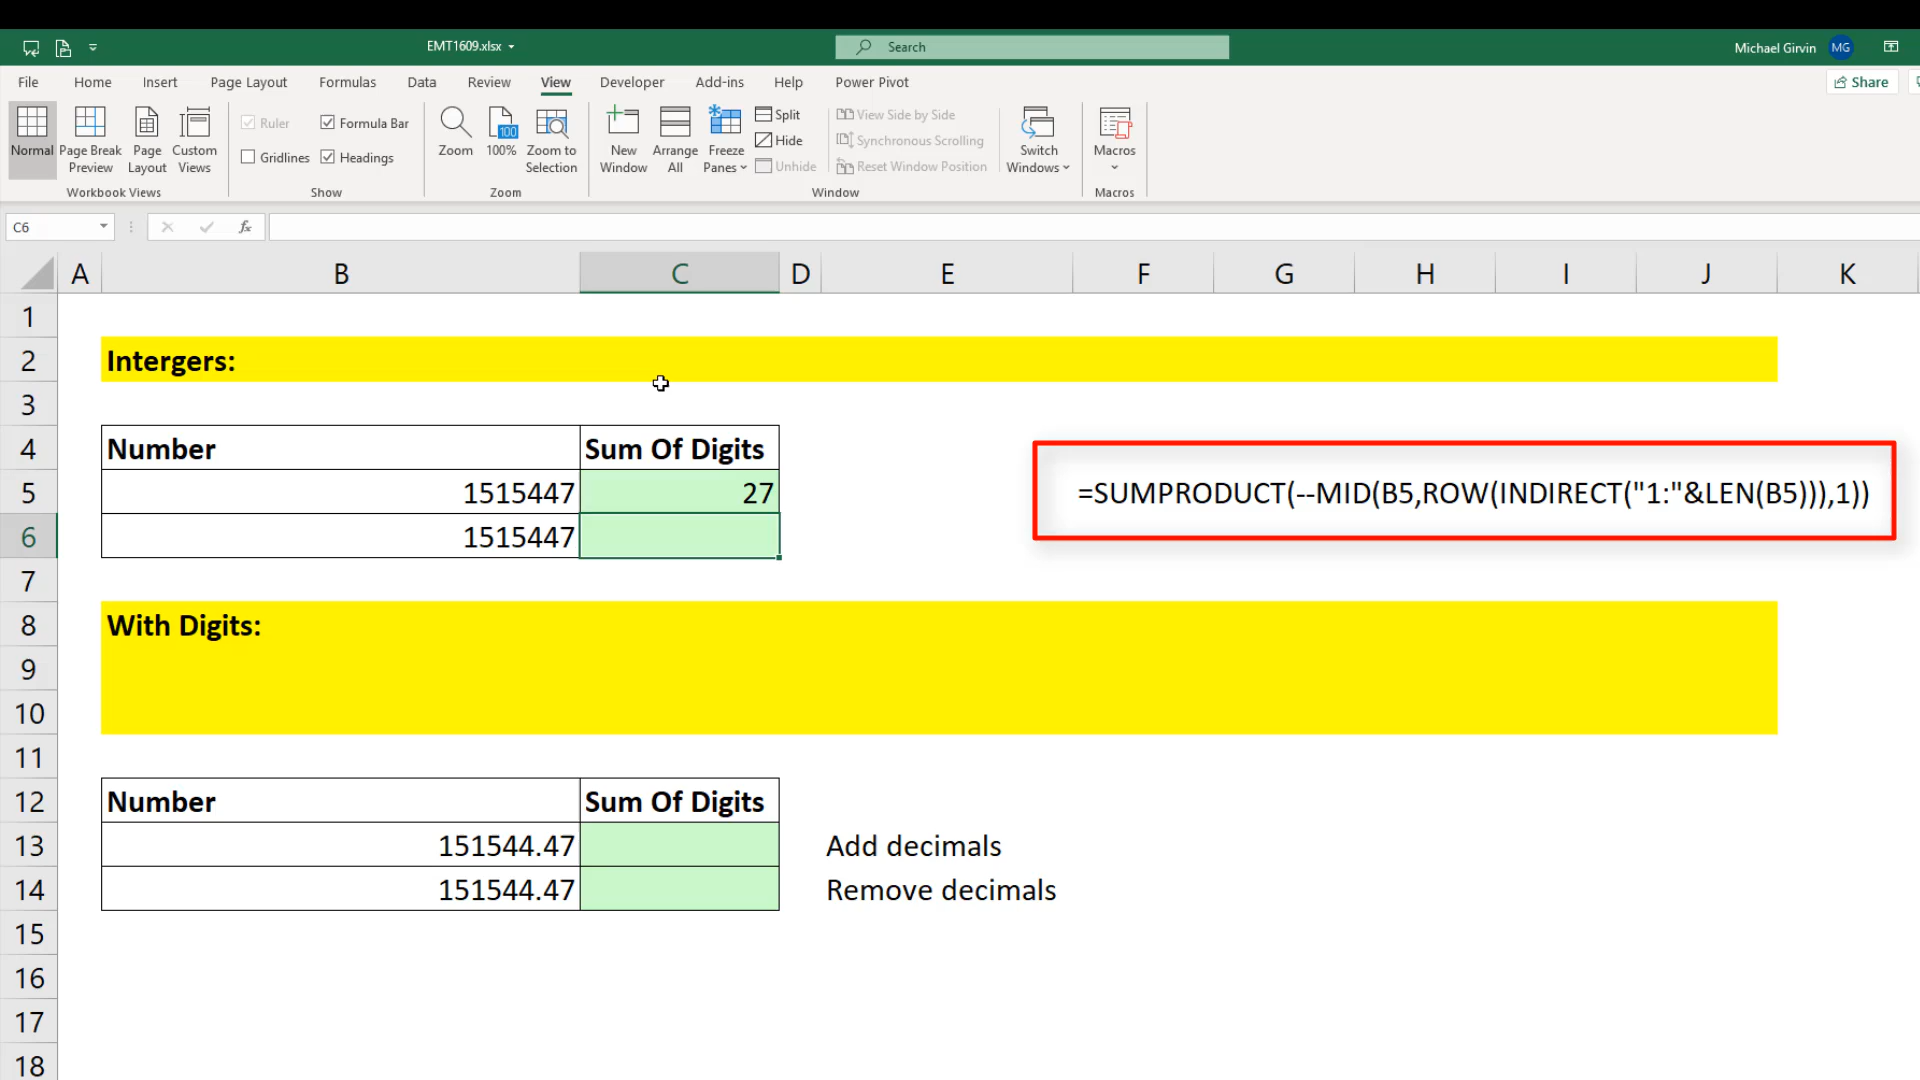 EMT1609.xlsx
Search
Michael Girvin MG
File Home Insert Page Layout Formulas Data Review View Developer Add-ins Help Power Pivot Share
Normal
Page Break Preview
Page Layout
Custom Views
Workbook Views
Ruler
Formula Bar
Gridlines
Headings
Show
Zoom
100
100%
Zoom to Selection
Zoom
New Window
Arrange All
Freeze Panes
Split
Hide
Unhide
View Side by Side
Synchronous Scrolling
Reset Window Position
Window
Switch Windows
Macros
Macros
C6
fx
A B C D E F G H I J K
1
2 Intergers:
3
4 Number Sum Of Digits
5 1515447 27 =SUMPRODUCT(--MID(B5,ROW(INDIRECT("1:"&LEN(B5))),1))
6 1515447
7
8 With Digits:
9
10
11
12 Number Sum Of Digits
13 151544.47 Add decimals
14 151544.47 Remove decimals
15
16
17
18